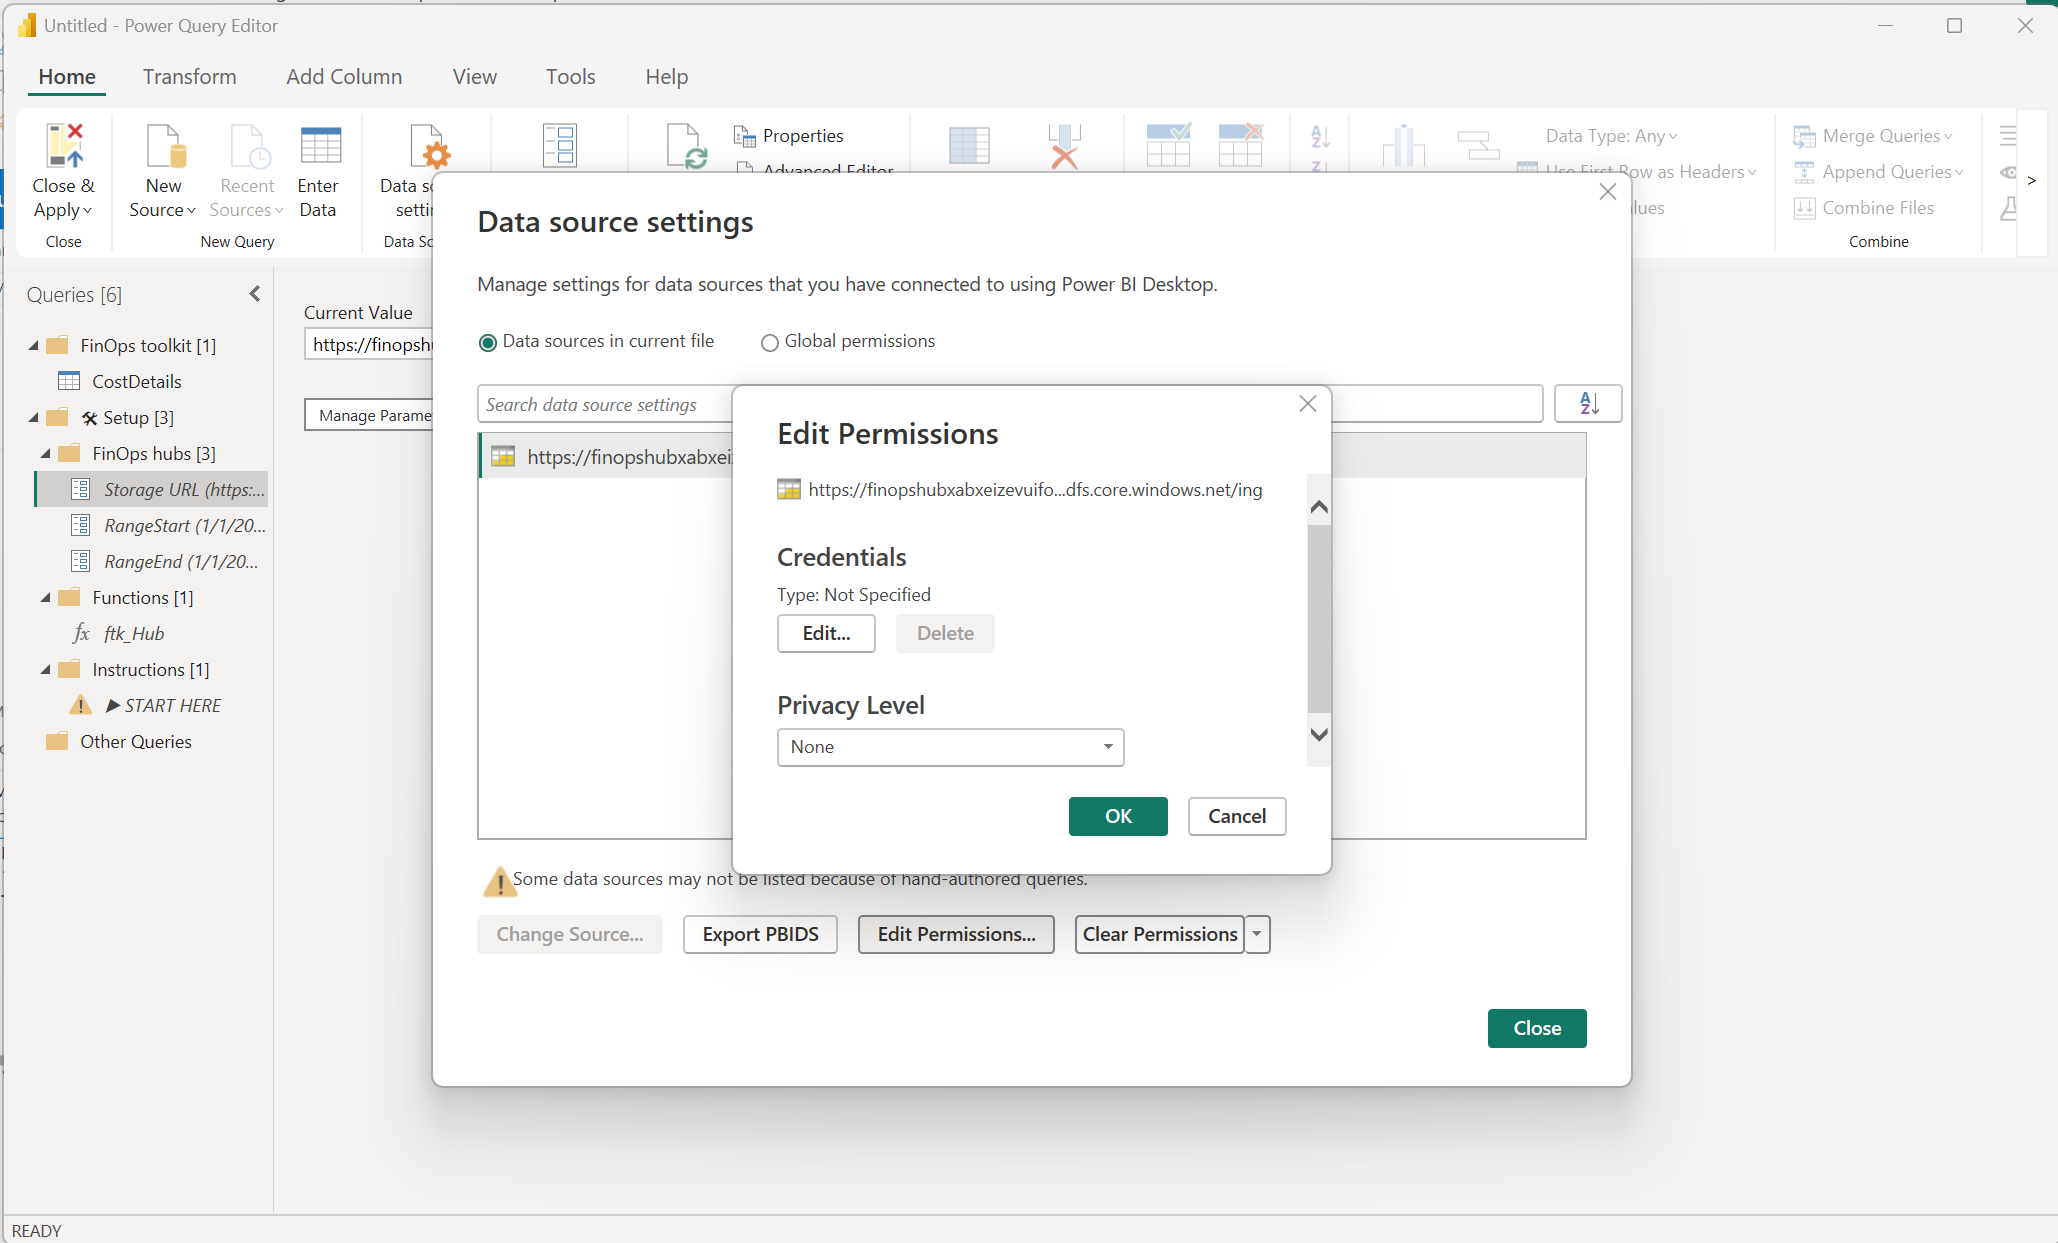 Untitled - Power Query Editor
Home Transform Add Column View Tools Help
Close & Apply
Close
New Source
Recent Sources
Enter Data
New Query
Data
Properties
Advanced Editor
Data Type: Any
Use First Row as Headers
Merge Queries
Append Queries
Combine Files
Combine
>
Queries [6]
FinOps toolkit [1]
CostDetails
🛠 Setup [3]
FinOps hubs [3]
Storage URL (https:...
RangeStart (1/1/20...
RangeEnd (1/1/20...
Functions [1]
fx ftk_Hub
Instructions [1]
▶ START HERE
Other Queries
Current Value
https://finopsh
Manage Parame
Data source settings
Manage settings for data sources that you have connected to using Power BI Desktop.
Data sources in current file Global permissions
Search data source settings
https://finopshubxabxei
Edit Permissions
https://finopshubxabxeizevuifo...dfs.core.windows.net/ing
Credentials
Type: Not Specified
Edit... Delete
Privacy Level
None
OK Cancel
Some data sources may not be listed because of hand-authored queries.
Change Source... Export PBIDS Edit Permissions... Clear Permissions
Close
READY